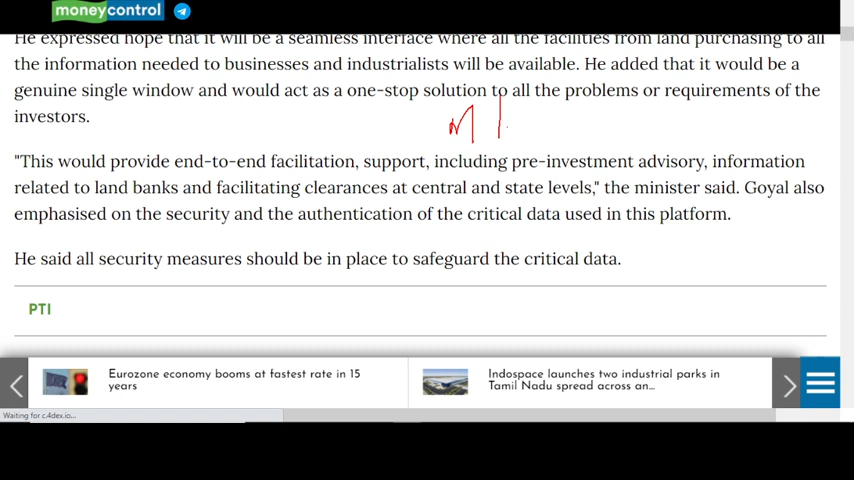 moneycontrol
He expressed hope that it will be a seamless interface where all the facilities from land purchasing to all
the information needed to businesses and industrialists will be available. He added that it would be a
genuine single window and would act as a one-stop solution to all the problems or requirements of the
investors.
"This would provide end-to-end facilitation, support, including pre-investment advisory, information
related to land banks and facilitating clearances at central and state levels," the minister said. Goyal also
emphasised on the security and the authentication of the critical data used in this platform.
He said all security measures should be in place to safeguard the critical data.
PTI
Eurozone economy booms at fastest rate in 15
years
Indospace launches two industrial parks in
Tamil Nadu spread across an...
Waiting for c.4dex.io...